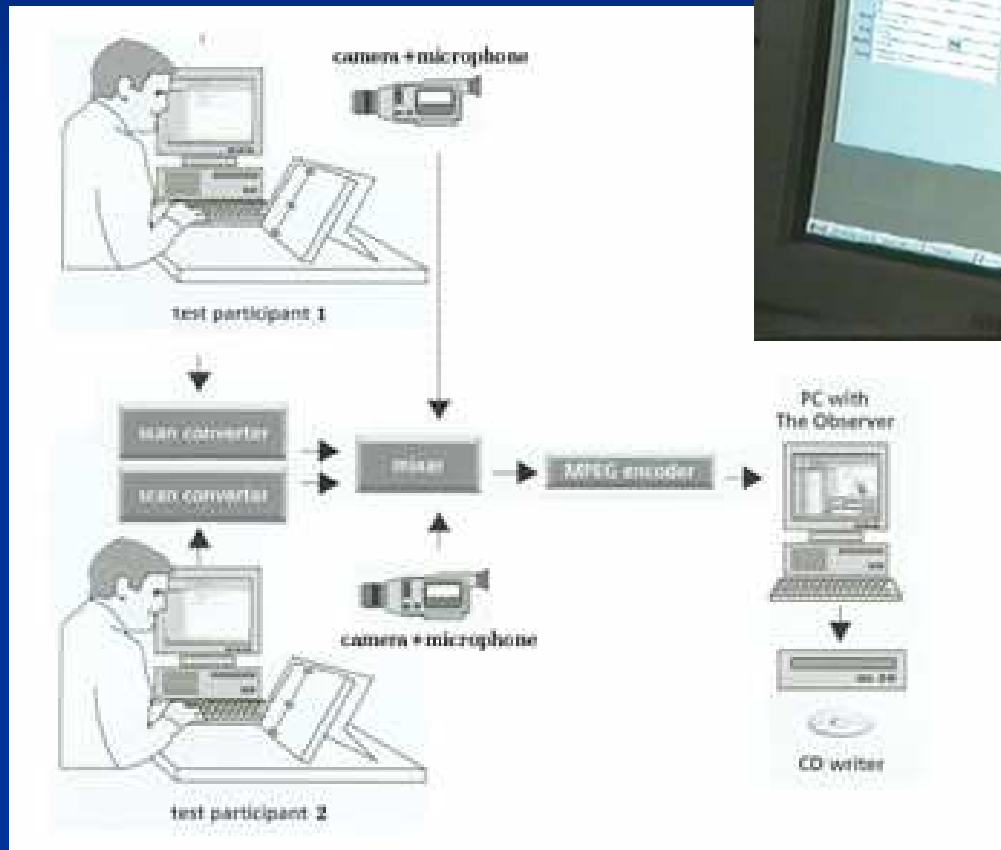 camera +microphone
test participant 1
scan converter
scan converter
mixer
MPEG encoder
PC with
The Observer
camera +microphone
CD writer
test participant 2